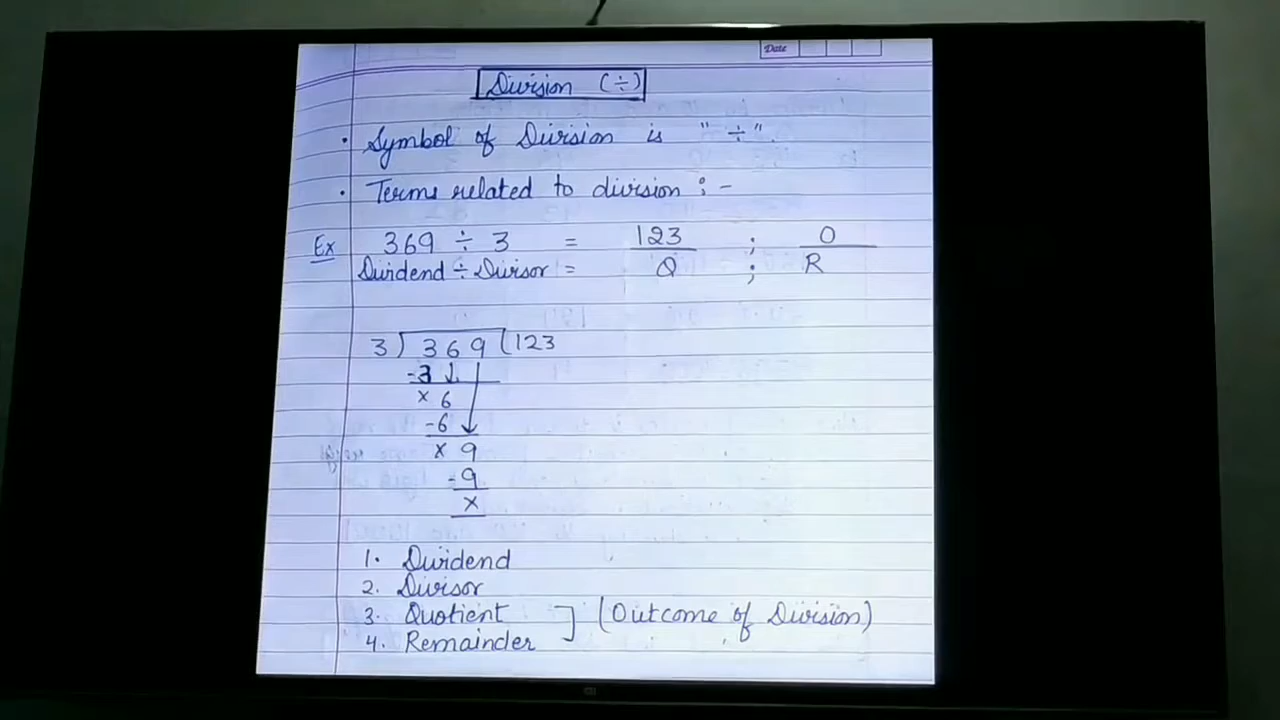 Date
Division (÷)
• Symbol of Division is "÷".
• Terms related to division :-
Ex 369 ÷ 3 = 123 ; 0
Dividend ÷ Divisor = Q ; R
3) 369 (123
-3 ↓
x 6
-6
x 9
-9
x
1. Dividend
2. Divisor
3. Quotient ] (Outcome of Division)
4. Remainder